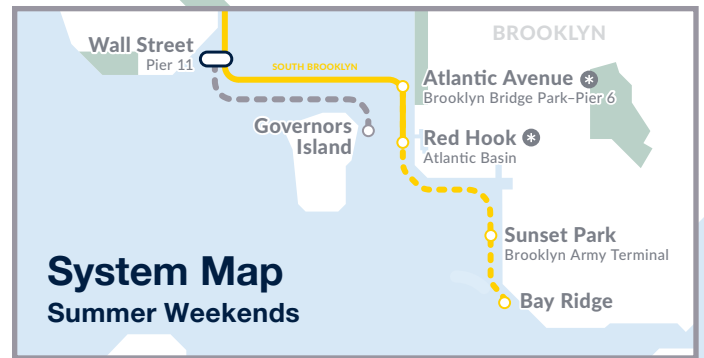 BROOKLYN
Wall Street
Pier 11
SOUTH BROOKLYN
Atlantic Avenue *
Brooklyn Bridge Park–Pier 6
Governors
Island
Red Hook *
Atlantic Basin
Sunset Park
Brooklyn Army Terminal
System Map
Summer Weekends
Bay Ridge